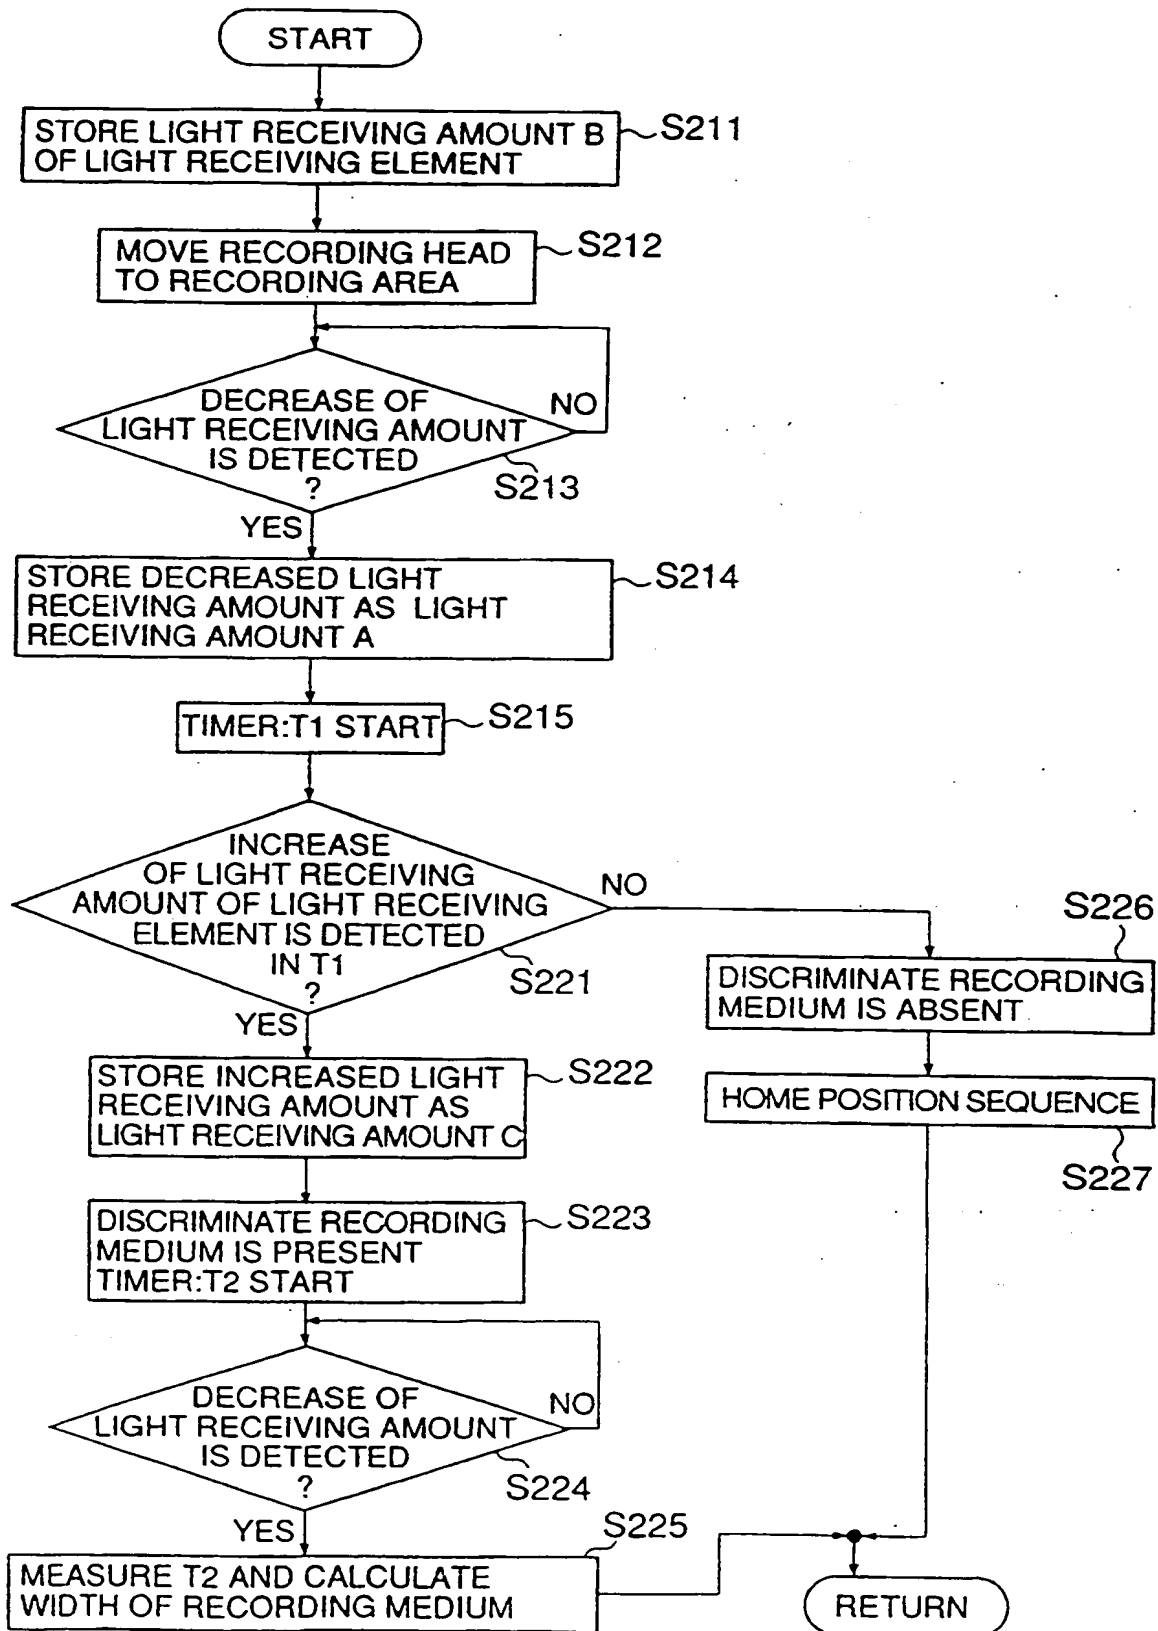 START
STORE LIGHT RECEIVING AMOUNT B
OF LIGHT RECEIVING ELEMENT
S211
MOVE RECORDING HEAD
TO RECORDING AREA
S212
DECREASE OF
LIGHT RECEIVING AMOUNT
IS DETECTED
?
NO
S213
YES
STORE DECREASED LIGHT
RECEIVING AMOUNT AS LIGHT
RECEIVING AMOUNT A
S214
TIMER:T1 START
S215
INCREASE
OF LIGHT RECEIVING
AMOUNT OF LIGHT RECEIVING
ELEMENT IS DETECTED
IN T1
?
NO
S221
YES
S226
DISCRIMINATE RECORDING
MEDIUM IS ABSENT
HOME POSITION SEQUENCE
S227
STORE INCREASED LIGHT
RECEIVING AMOUNT AS
LIGHT RECEIVING AMOUNT C
S222
DISCRIMINATE RECORDING
MEDIUM IS PRESENT
TIMER:T2 START
S223
DECREASE OF
LIGHT RECEIVING AMOUNT
IS DETECTED
?
NO
S224
YES
S225
MEASURE T2 AND CALCULATE
WIDTH OF RECORDING MEDIUM
RETURN